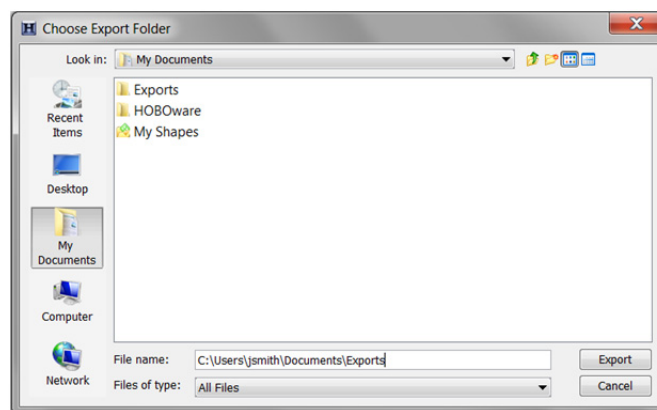 Choose Export Folder
Look in: My Documents
Recent
Items
Desktop
My
Documents
Computer
Network
Exports
HOBOware
My Shapes
File name: C:\Users\jsmith\Documents\Exports Export
Files of type: All Files Cancel